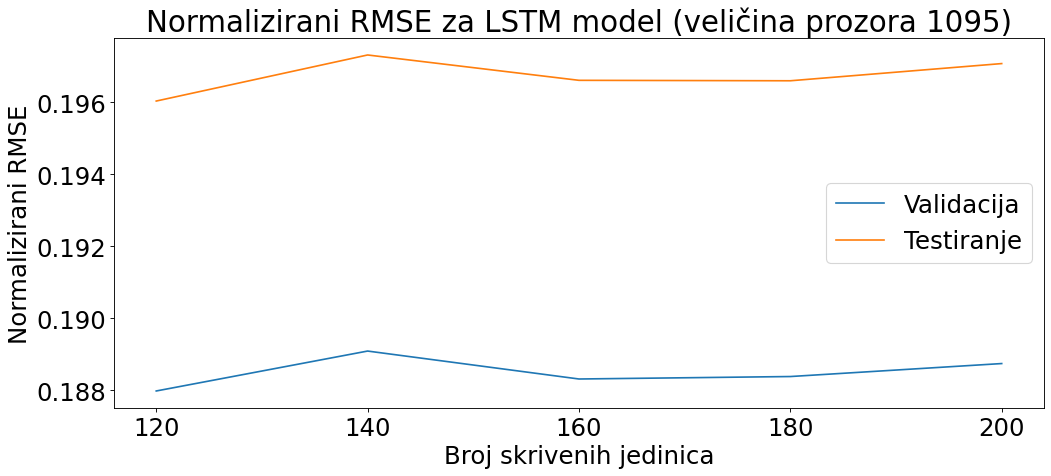 Normalizirani RMSE za LSTM model (veličina prozora 1095)
Normalizirani RMSE
0.196
0.194
0.192
0.190
0.188
Validacija
Testiranje
120 140 160 180 200
Broj skrivenih jedinica